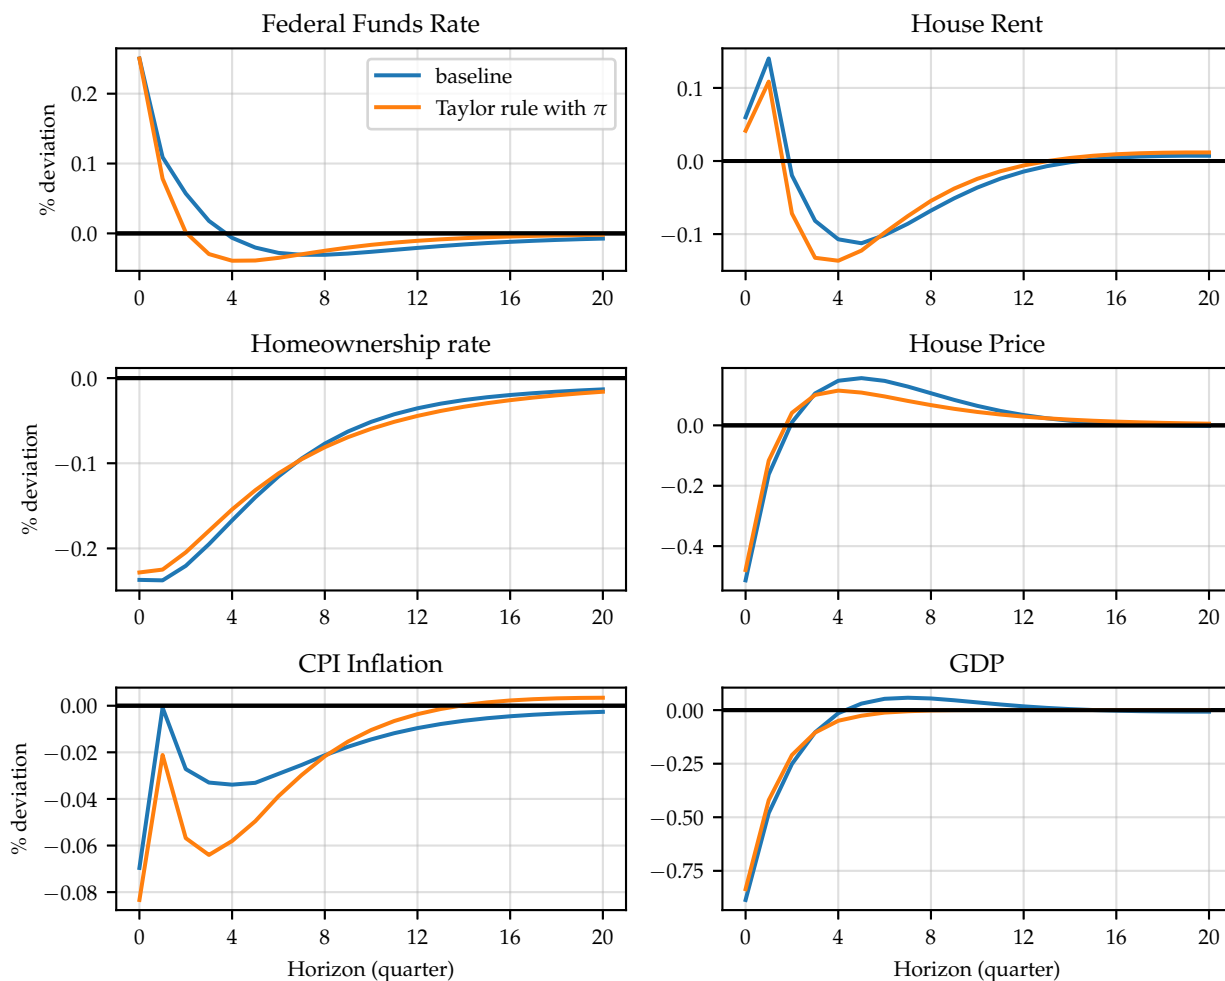 Federal Funds Rate
% deviation
0.2
0.1
0.0
baseline
Taylor rule with π
0 4 8 12 16 20
House Rent
0.1
0.0
−0.1
0 4 8 12 16 20
Homeownership rate
% deviation
0.0
−0.1
−0.2
0 4 8 12 16 20
House Price
0.0
−0.2
−0.4
0 4 8 12 16 20
CPI Inflation
% deviation
0.00
−0.02
−0.04
−0.06
−0.08
0 4 8 12 16 20
Horizon (quarter)
GDP
0.00
−0.25
−0.50
−0.75
0 4 8 12 16 20
Horizon (quarter)